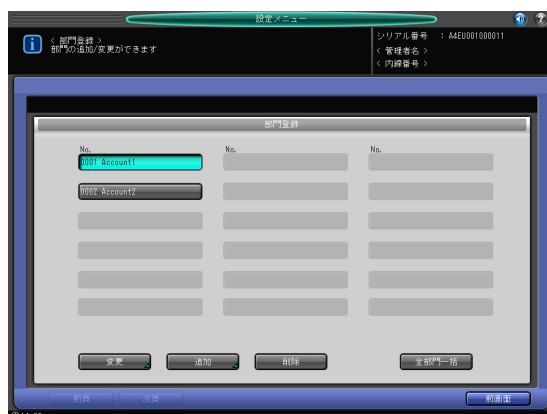 設定メニュー
< 部門登録 >
部門の追加/変更ができます
シリアル番号 : A4EU001000011
< 管理者名 >
< 内線番号 >
部門登録
No. No. No.
0001 Account1
0002 Account2
変更 追加 削除 全部門一括
前頁 次頁 前画面